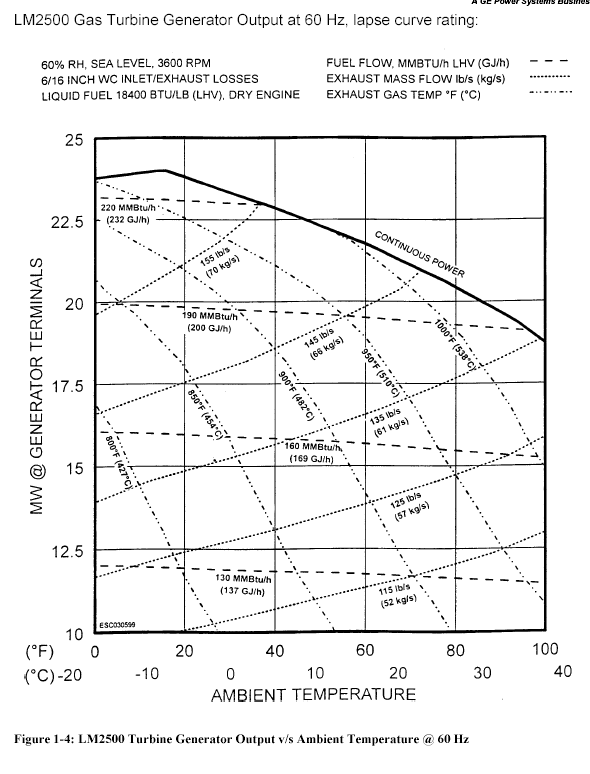 A GE Power Systems Business
LM2500 Gas Turbine Generator Output at 60 Hz, lapse curve rating:
60% RH, SEA LEVEL, 3600 RPM
6/16 INCH WC INLET/EXHAUST LOSSES
LIQUID FUEL 18400 BTU/LB (LHV), DRY ENGINE
FUEL FLOW, MMBTU/h LHV (GJ/h)
EXHAUST MASS FLOW lb/s (kg/s)
EXHAUST GAS TEMP °F (°C)
MW @ GENERATOR TERMINALS
25
22.5
20
17.5
15
12.5
10
220 MMBtu/h
(232 GJ/h)
155 lb/s
(70 kg/s)
CONTINUOUS POWER
190 MMBtu/h
(200 GJ/h)
145 lb/s
(66 kg/s)
1000°F (538°C)
950°F (510°C)
900°F (482°C)
850°F (454°C)
800°F (427°C)
135 lb/s
(61 kg/s)
160 MMBtu/h
(169 GJ/h)
125 lb/s
(57 kg/s)
130 MMBtu/h
(137 GJ/h)
115 lb/s
(52 kg/s)
ESC030599
(°F) 0 20 40 60 80 100
(°C) -20 -10 0 10 20 30 40
AMBIENT TEMPERATURE
Figure 1-4: LM2500 Turbine Generator Output v/s Ambient Temperature @ 60 Hz